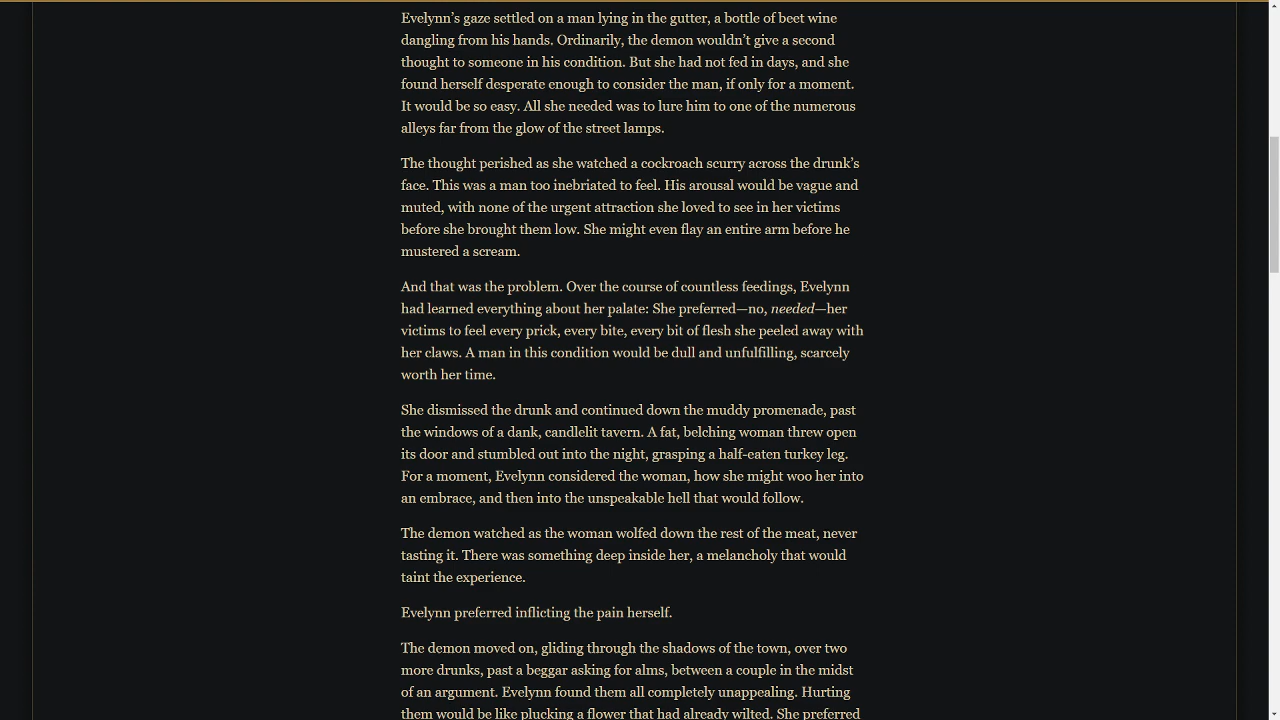 Evelynn’s gaze settled on a man lying in the gutter, a bottle of beet wine
dangling from his hands. Ordinarily, the demon wouldn’t give a second
thought to someone in his condition. But she had not fed in days, and she
found herself desperate enough to consider the man, if only for a moment.
It would be so easy. All she needed was to lure him to one of the numerous
alleys far from the glow of the street lamps.
The thought perished as she watched a cockroach scurry across the drunk’s
face. This was a man too inebriated to feel. His arousal would be vague and
muted, with none of the urgent attraction she loved to see in her victims
before she brought them low. She might even flay an entire arm before he
mustered a scream.
And that was the problem. Over the course of countless feedings, Evelynn
had learned everything about her palate: She preferred—no, needed—her
victims to feel every prick, every bite, every bit of flesh she peeled away with
her claws. A man in this condition would be dull and unfulfilling, scarcely
worth her time.
She dismissed the drunk and continued down the muddy promenade, past
the windows of a dank, candlelit tavern. A fat, belching woman threw open
its door and stumbled out into the night, grasping a half-eaten turkey leg.
For a moment, Evelynn considered the woman, how she might woo her into
an embrace, and then into the unspeakable hell that would follow.
The demon watched as the woman wolfed down the rest of the meat, never
tasting it. There was something deep inside her, a melancholy that would
taint the experience.
Evelynn preferred inflicting the pain herself.
The demon moved on, gliding through the shadows of the town, over two
more drunks, past a beggar asking for alms, between a couple in the midst
of an argument. Evelynn found them all completely unappealing. Hurting
them would be like plucking a flower that had already wilted. She preferred